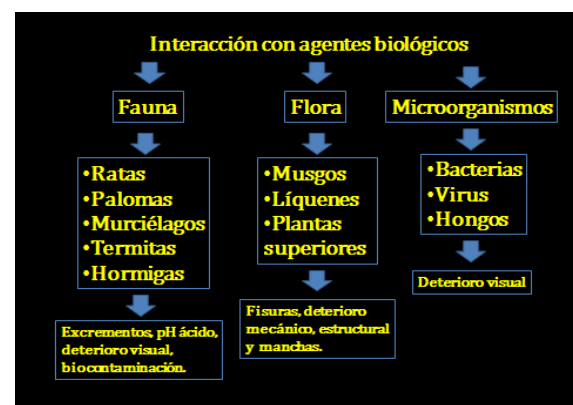 Interacción con agentes biológicos
Fauna
Flora
Microorganismos
•Ratas
•Palomas
•Murciélagos
•Termitas
•Hormigas
•Musgos
•Líquenes
•Plantas
superiores
•Bacterias
•Virus
•Hongos
Excrementos, pH ácido,
deterioro visual,
biocontaminación.
Fisuras, deterioro
mecánico, estructural
y manchas.
Deterioro visual